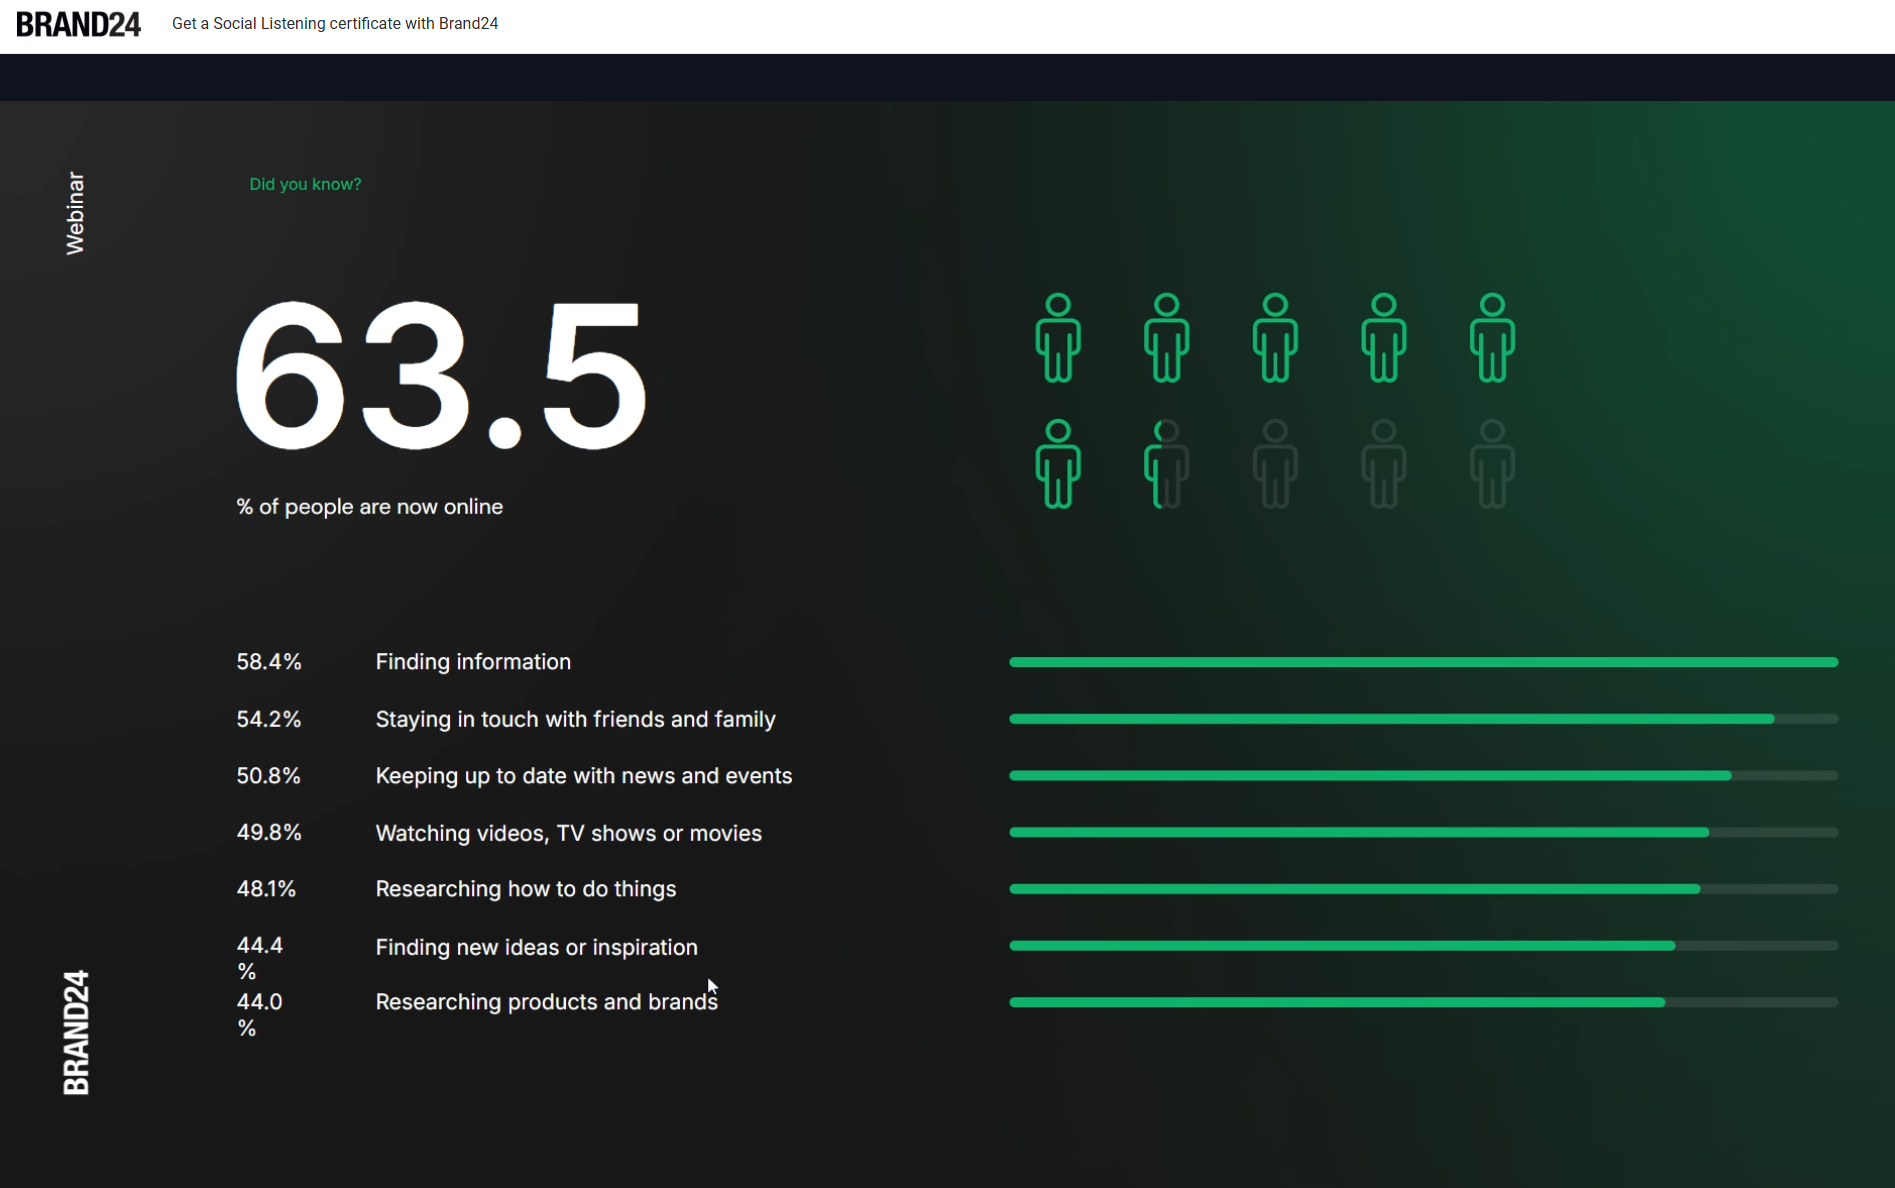 BRAND24 Get a Social Listening certificate with Brand24
Webinar
Did you know?
63.5
% of people are now online
58.4% Finding information
54.2% Staying in touch with friends and family
50.8% Keeping up to date with news and events
49.8% Watching videos, TV shows or movies
48.1% Researching how to do things
44.4
% Finding new ideas or inspiration
44.0
% Researching products and brands
BRAND24